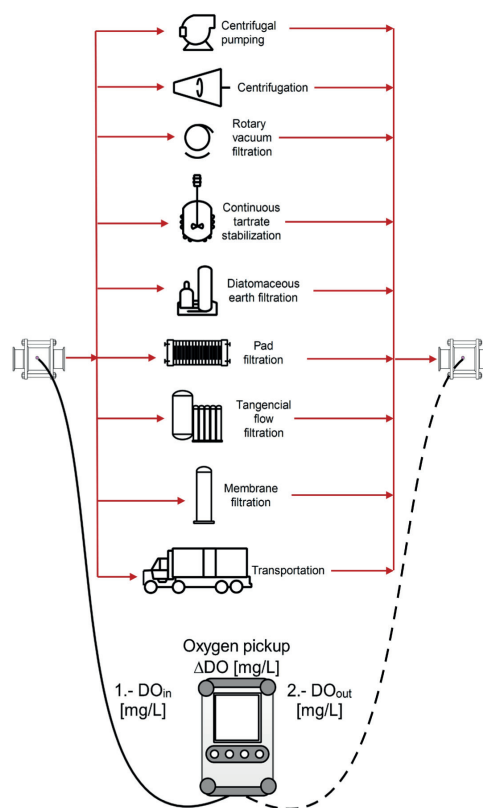 Centrifugal
pumping
Centrifugation
Rotary
vacuum
filtration
Continuous
tartrate
stabilization
Diatomaceous
earth filtration
Pad
filtration
Tangencial
flow
filtration
Membrane
filtration
Transportation
Oxygen pickup
ΔDO [mg/L]
1.- DOin
[mg/L]
2.- DOout
[mg/L]